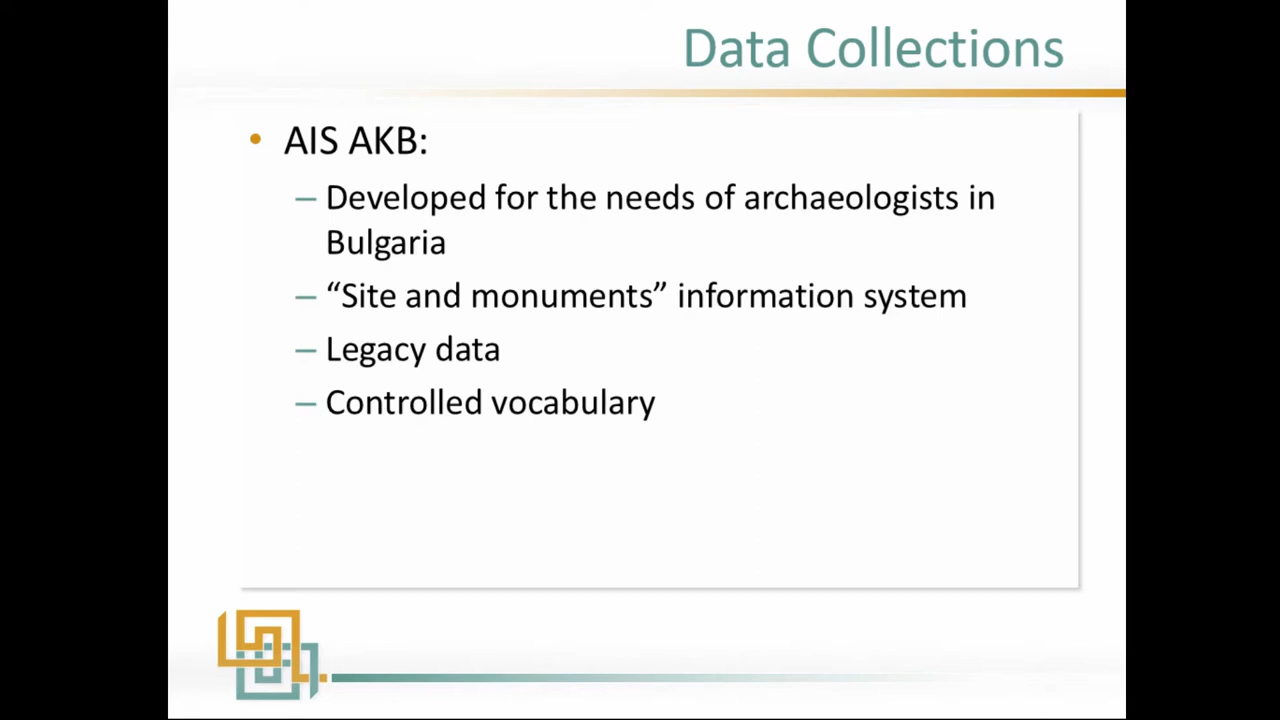 Data Collections
• AIS AKB:
– Developed for the needs of archaeologists in
Bulgaria
– “Site and monuments” information system
– Legacy data
– Controlled vocabulary